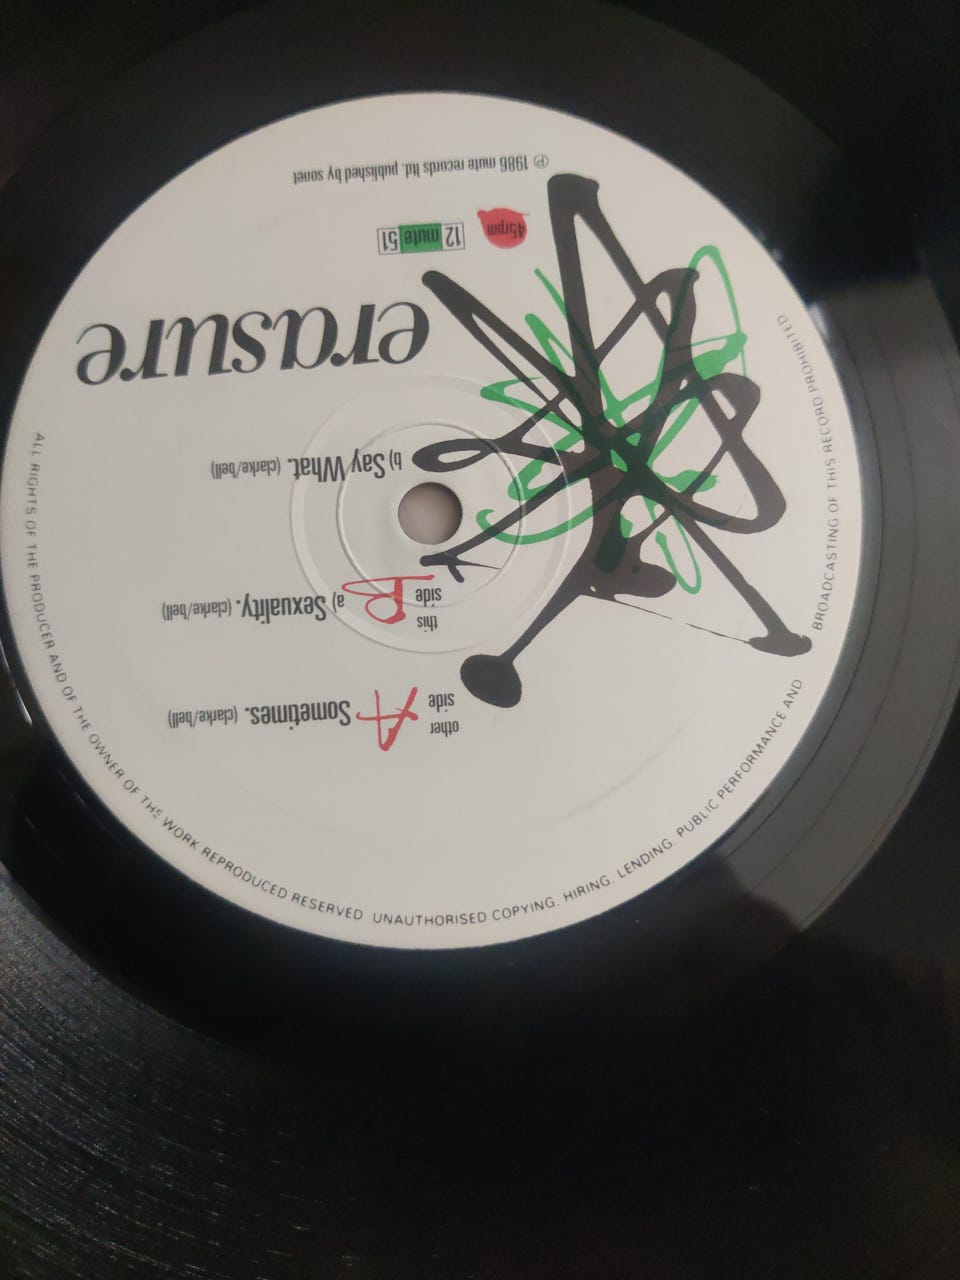 other side A Sometimes. (clarke/bell)
this side B a) Sexuality. (clarke/bell)
b) Say What. (clarke/bell)
erasure
45rpm 12 mute 51
℗ 1986 mute records ltd. published by sonet
BROADCASTING OF THIS RECORD PROHIBITED
ALL RIGHTS OF THE PRODUCER AND OF THE OWNER OF THE WORK REPRODUCED RESERVED UNAUTHORISED COPYING, HIRING, LENDING, PUBLIC PERFORMANCE AND